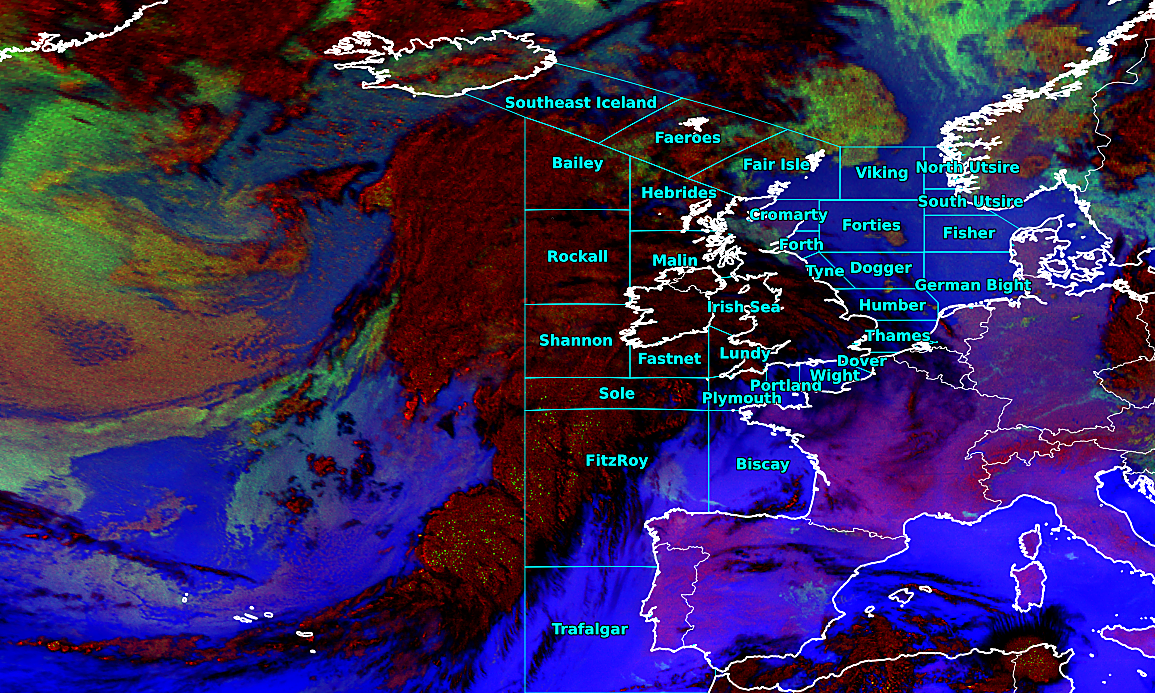 Southeast Iceland
Faeroes
Bailey
Fair Isle
Viking
North Utsire
Hebrides
South Utsire
Cromarty
Forties
Fisher
Forth
Rockall
Malin
Tyne
Dogger
German Bight
Irish Sea
Humber
Shannon
Thames
Fastnet
Lundy
Dover
Wight
Portland
Sole
Plymouth
FitzRoy
Biscay
Trafalgar